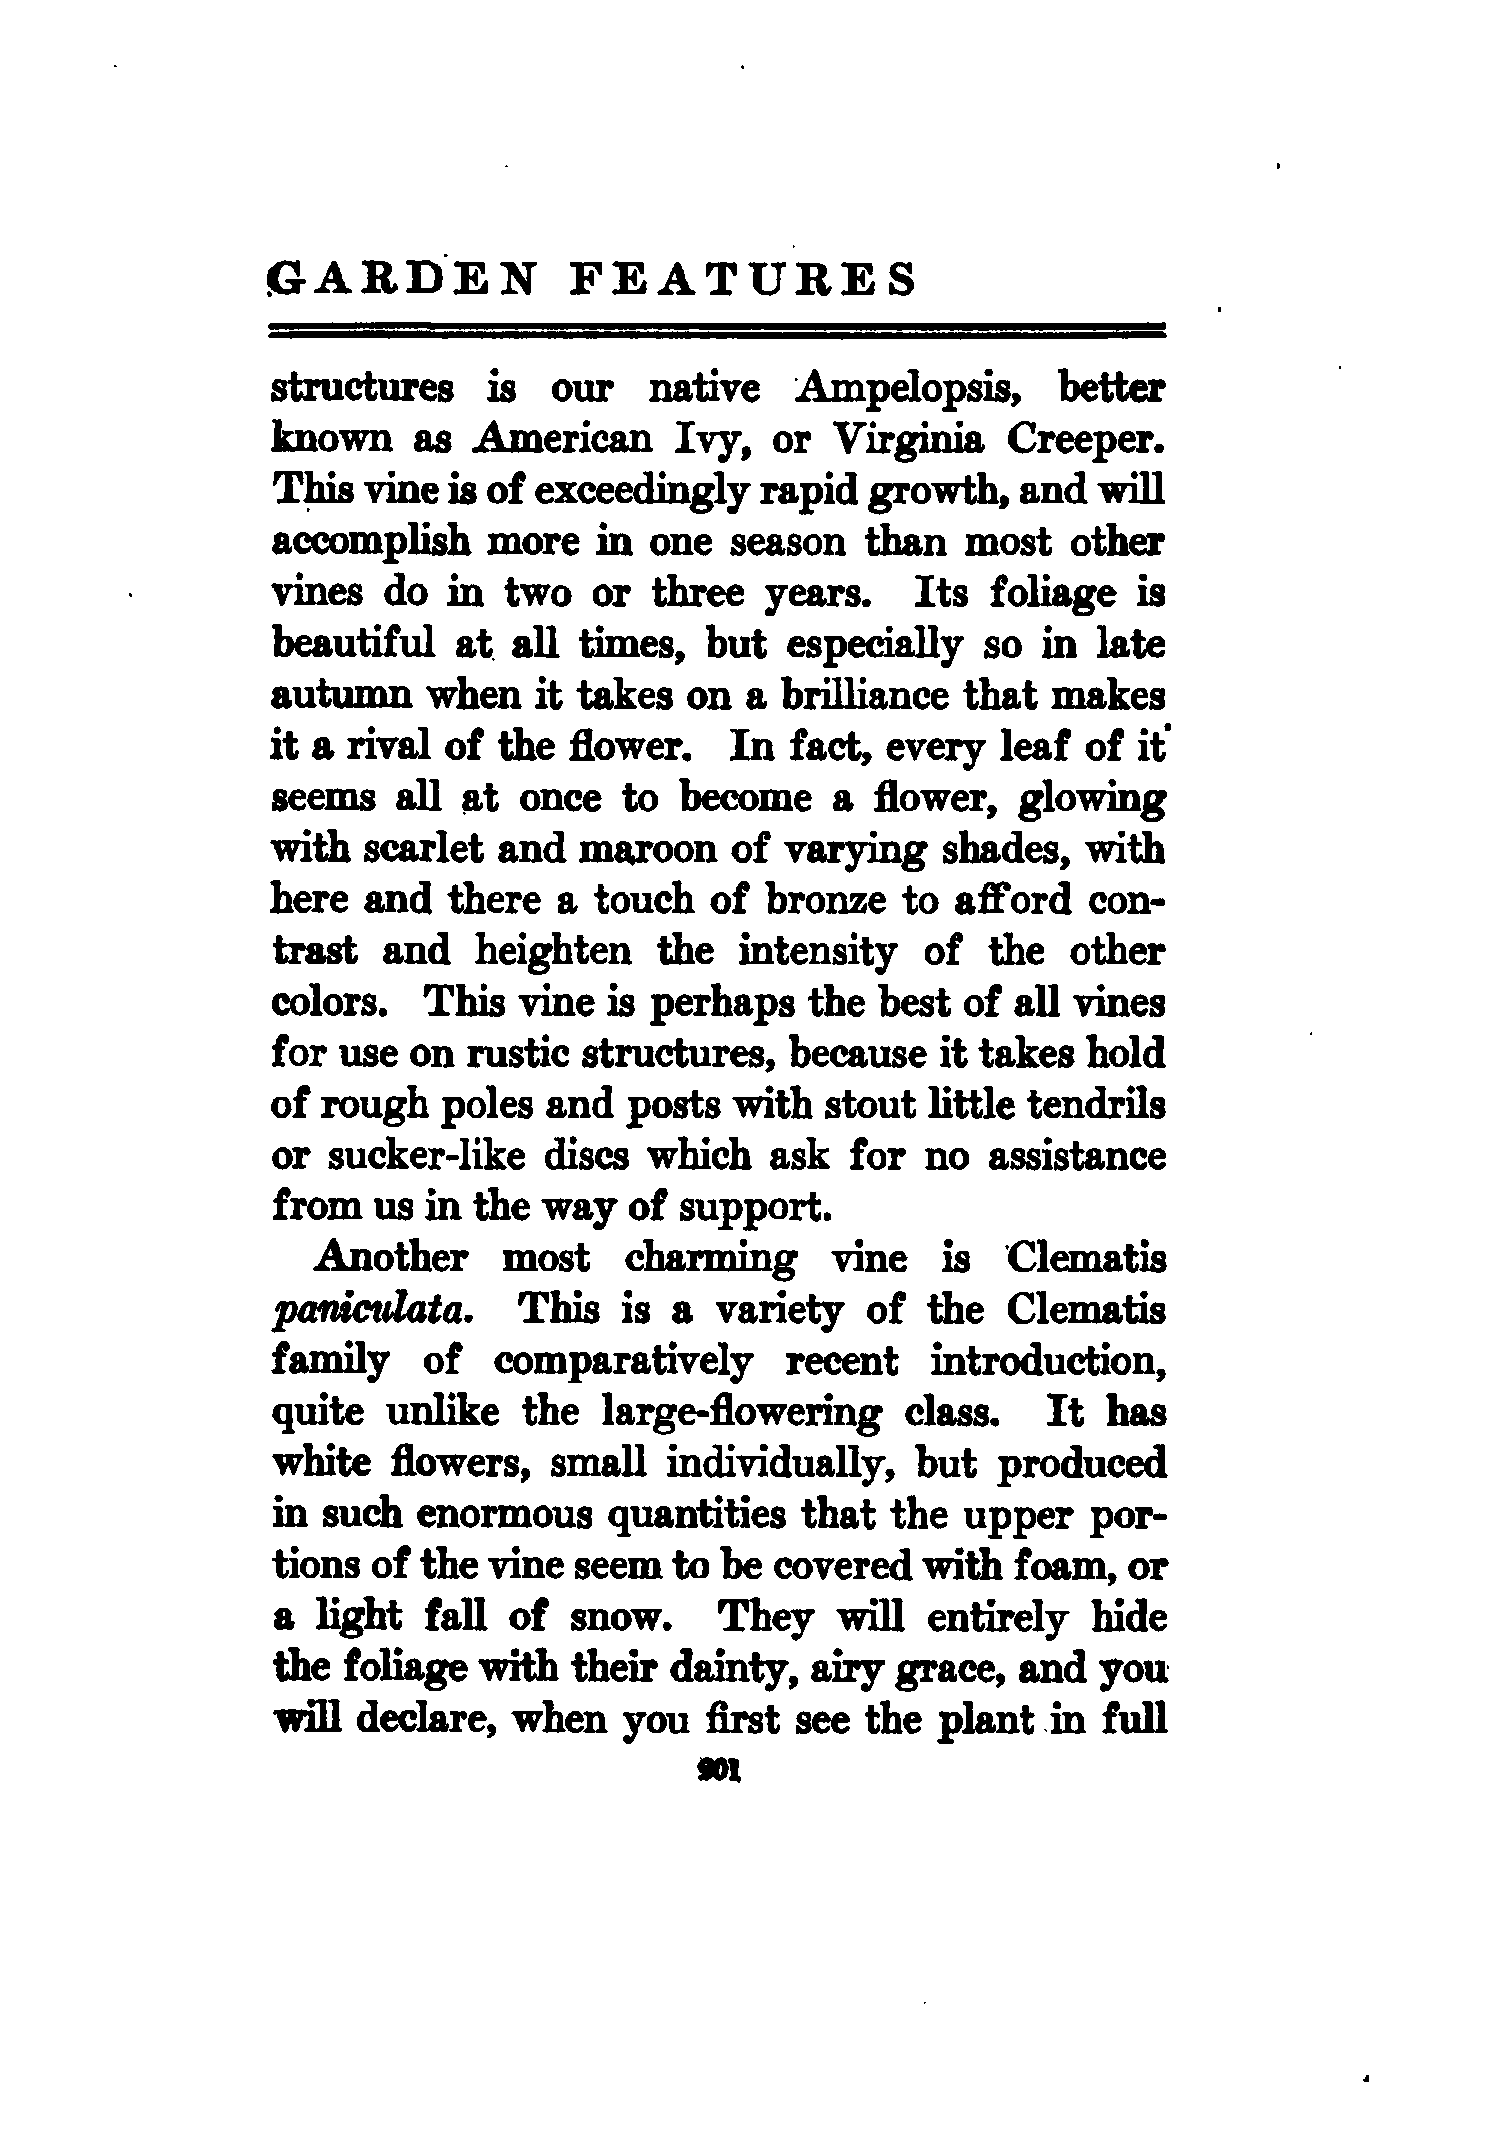 GARDEN FEATURES
structures is our native Ampelopsis, better
known as American Ivy, or Virginia Creeper.
This vine is of exceedingly rapid growth, and will
accomplish more in one season than most other
vines do in two or three years. Its foliage is
beautiful at all times, but especially so in late
autumn when it takes on a brilliance that makes
it a rival of the flower. In fact, every leaf of it
seems all at once to become a flower, glowing
with scarlet and maroon of varying shades, with
here and there a touch of bronze to afford con-
trast and heighten the intensity of the other
colors. This vine is perhaps the best of all vines
for use on rustic structures, because it takes hold
of rough poles and posts with stout little tendrils
or sucker-like discs which ask for no assistance
from us in the way of support.
Another most charming vine is Clematis
paniculata. This is a variety of the Clematis
family of comparatively recent introduction,
quite unlike the large-flowering class. It has
white flowers, small individually, but produced
in such enormous quantities that the upper por-
tions of the vine seem to be covered with foam, or
a light fall of snow. They will entirely hide
the foliage with their dainty, airy grace, and you
will declare, when you first see the plant in full